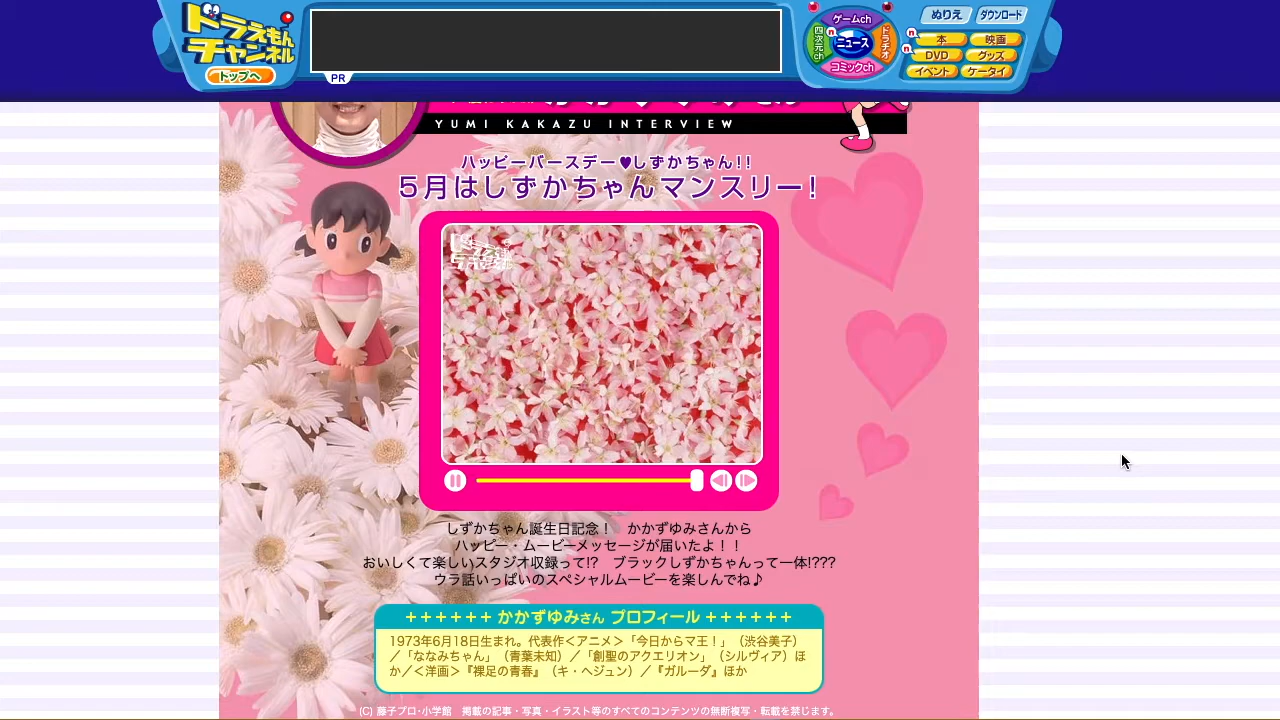 ドラえもん
チャンネル
トップへ
PR
ゲームch
四次元ch
n
ニュース
ドラチオ
コミックch
ぬりえ
ダウンロード
n
本
映画
n
DVD
グッズ
イベント
ケータイ
YUMI KAKAZU INTERVIEW
ハッピーバースデー♥しずかちゃん!!
5月はしずかちゃんマンスリー!
ドラえもん
チャンネル
しずかちゃん誕生日記念！　かかずゆみさんから
ハッピー・ムービーメッセージが届いたよ！！
おいしくて楽しいスタジオ収録って!?　ブラックしずかちゃんって一体!???
ウラ話いっぱいのスペシャルムービーを楽しんでね♪
++++++ かかずゆみさん プロフィール ++++++
1973年6月18日生まれ。代表作＜アニメ＞「今日からマ王！」（渋谷美子）
／「ななみちゃん」（青葉未知）／「創聖のアクエリオン」（シルヴィア）ほ
か／＜洋画＞『裸足の青春』（キ・ヘジュン）／『ガルーダ』ほか
(C) 藤子プロ・小学館　掲載の記事・写真・イラスト等のすべてのコンテンツの無断複写・転載を禁じます。